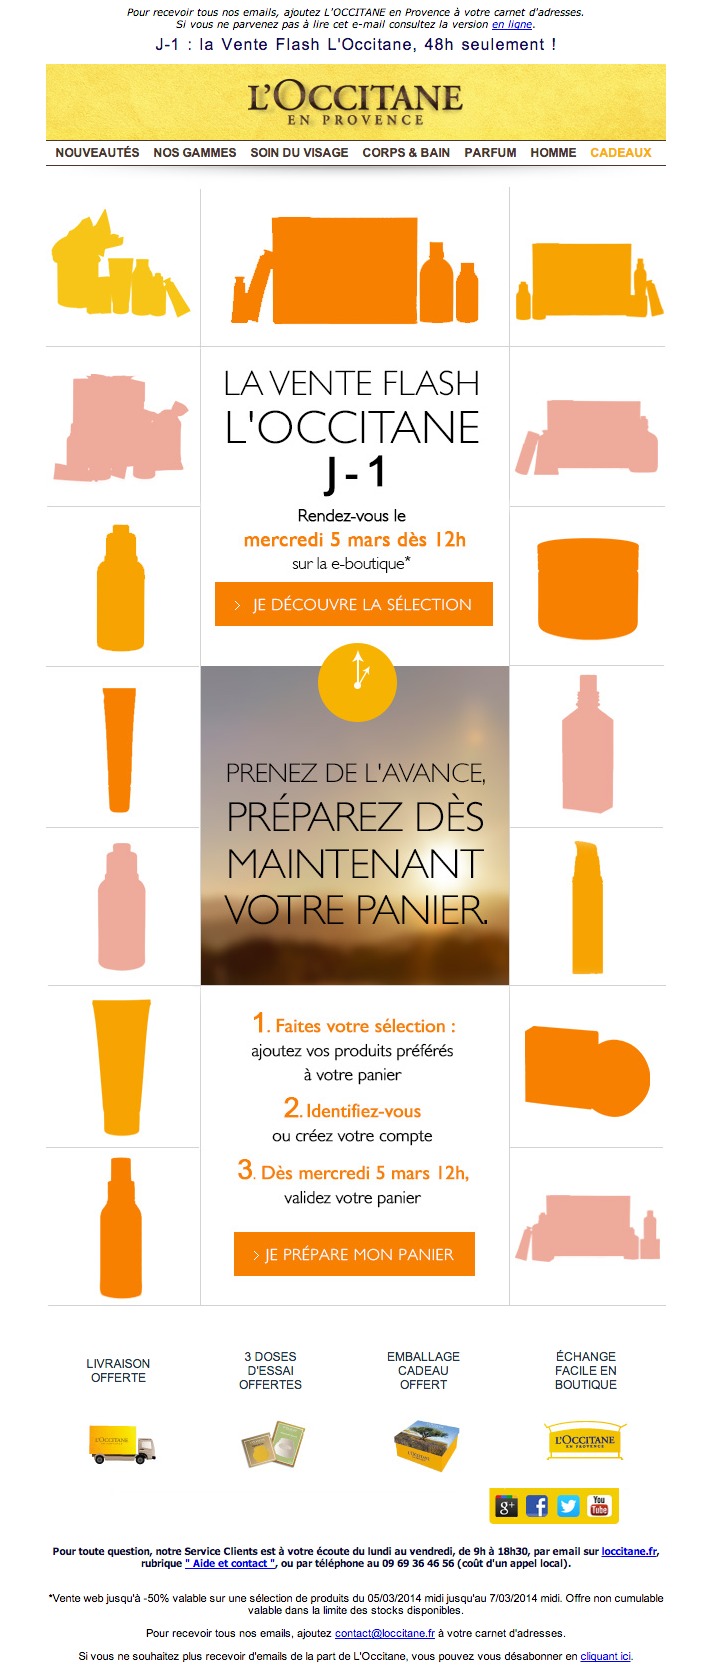 Pour recevoir tous nos emails, ajoutez L'OCCITANE en Provence à votre carnet d'adresses.
Si vous ne parvenez pas à lire cet e-mail consultez la version en ligne.
J-1 : la Vente Flash L'Occitane, 48h seulement !
L'OCCITANE
EN PROVENCE
NOUVEAUTÉS NOS GAMMES SOIN DU VISAGE CORPS & BAIN PARFUM HOMME CADEAUX
LA VENTE FLASH
L'OCCITANE
J-1
Rendez-vous le
mercredi 5 mars dès 12h
sur la e-boutique*
> JE DÉCOUVRE LA SÉLECTION
PRENEZ DE L'AVANCE,
PRÉPAREZ DÈS
MAINTENANT
VOTRE PANIER.
1. Faites votre sélection :
ajoutez vos produits préférés
à votre panier
2. Identifiez-vous
ou créez votre compte
3. Dès mercredi 5 mars 12h,
validez votre panier
> JE PRÉPARE MON PANIER
LIVRAISON
OFFERTE
3 DOSES
D'ESSAI
OFFERTES
EMBALLAGE
CADEAU
OFFERT
ÉCHANGE
FACILE EN
BOUTIQUE
L'OCCITANE
L'OCCITANE
L'OCCITANE
EN PROVENCE
g+ f You Tube
Pour toute question, notre Service Clients est à votre écoute du lundi au vendredi, de 9h à 18h30, par email sur loccitane.fr,
rubrique " Aide et contact ", ou par téléphone au 09 69 36 46 56 (coût d'un appel local).
*Vente web jusqu'à -50% valable sur une sélection de produits du 05/03/2014 midi jusqu'au 7/03/2014 midi. Offre non cumulable
valable dans la limite des stocks disponibles.
Pour recevoir tous nos emails, ajoutez contact@loccitane.fr à votre carnet d'adresses.
Si vous ne souhaitez plus recevoir d'emails de la part de L'Occitane, vous pouvez vous désabonner en cliquant ici.